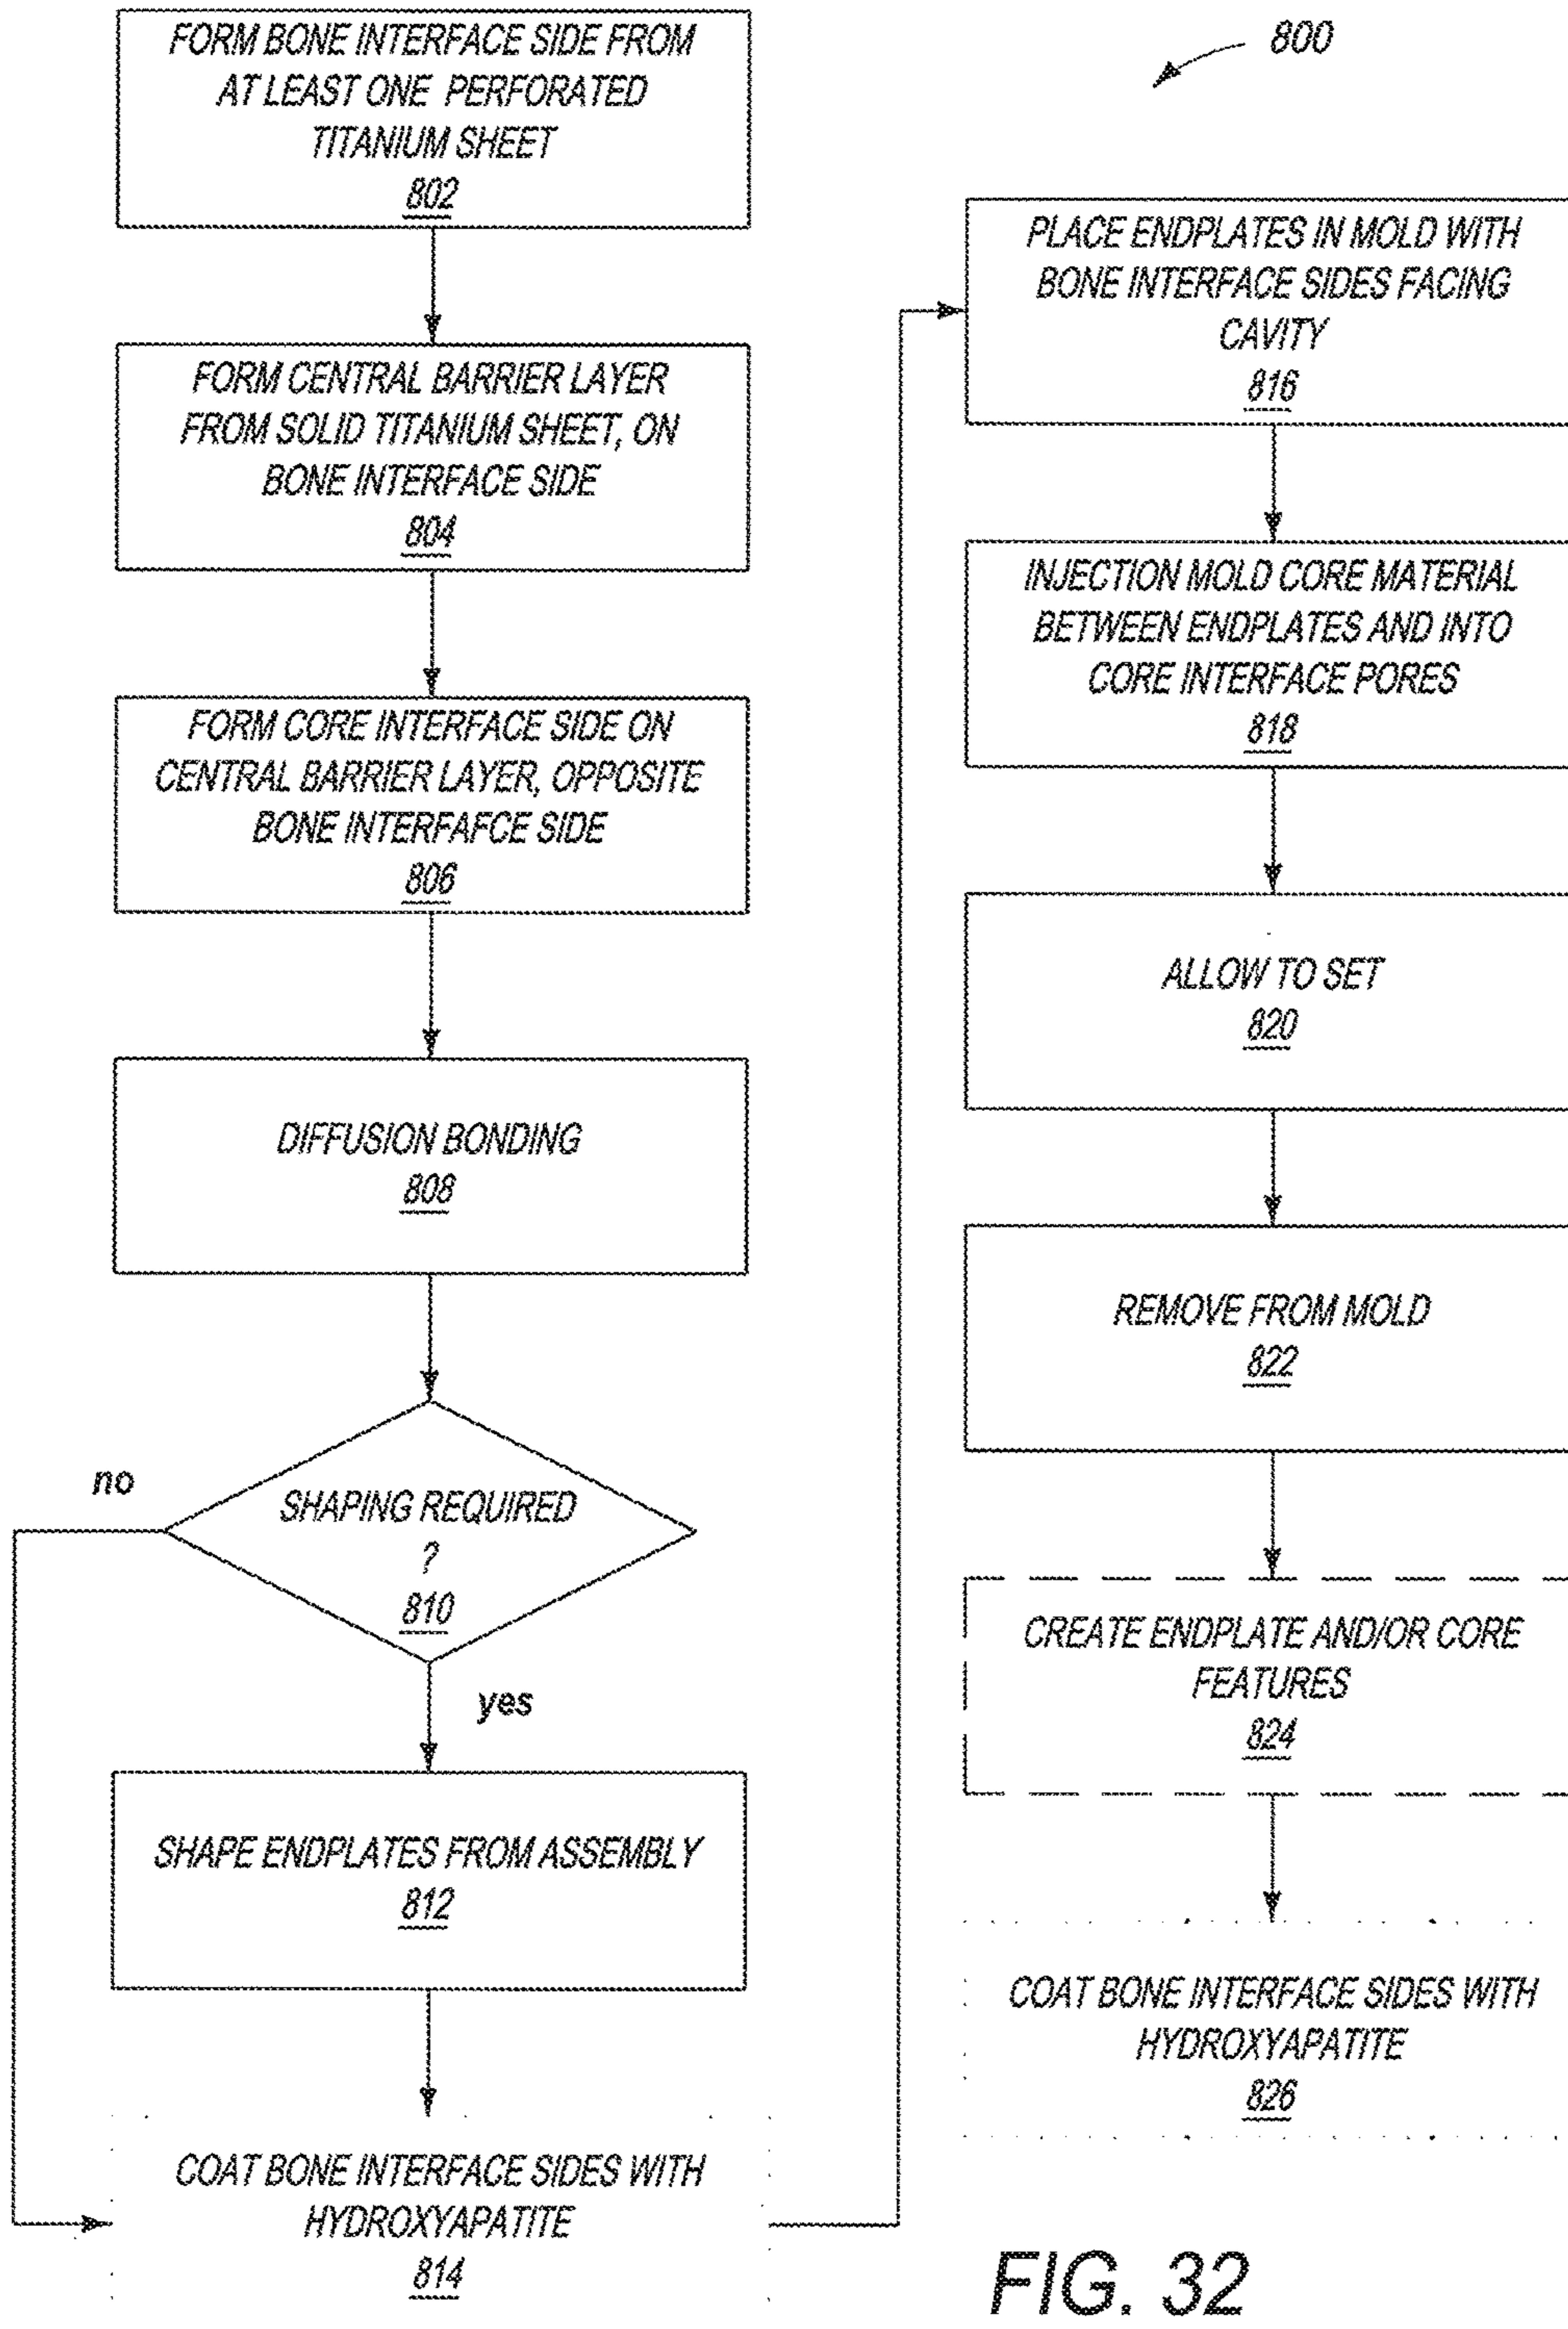 800
FORM BONE INTERFACE SIDE FROM
AT LEAST ONE PERFORATED
TITANIUM SHEET
802
FORM CENTRAL BARRIER LAYER
FROM SOLID TITANIUM SHEET, ON
BONE INTERFACE SIDE
804
FORM CORE INTERFACE SIDE ON
CENTRAL BARRIER LAYER, OPPOSITE
BONE INTERFAFCE SIDE
806
DIFFUSION BONDING
808
SHAPING REQUIRED
?
810
no
yes
SHAPE ENDPLATES FROM ASSEMBLY
812
COAT BONE INTERFACE SIDES WITH
HYDROXYAPATITE
814
PLACE ENDPLATES IN MOLD WITH
BONE INTERFACE SIDES FACING
CAVITY
816
INJECTION MOLD CORE MATERIAL
BETWEEN ENDPLATES AND INTO
CORE INTERFACE PORES
818
ALLOW TO SET
820
REMOVE FROM MOLD
822
CREATE ENDPLATE AND/OR CORE
FEATURES
824
COAT BONE INTERFACE SIDES WITH
HYDROXYAPATITE
826
FIG. 32